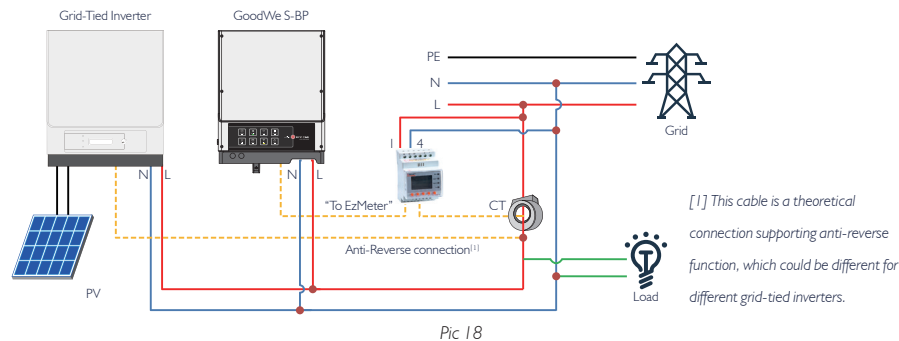 Grid-Tied Inverter
GoodWe S-BP
PE
N
L
Grid
1 4
N L
N L
"To EzMeter"
CT
Anti-Reverse connection[1]
PV
Load
[1] This cable is a theoretical
connection supporting anti-reverse
function, which could be different for
different grid-tied inverters.
Pic 18